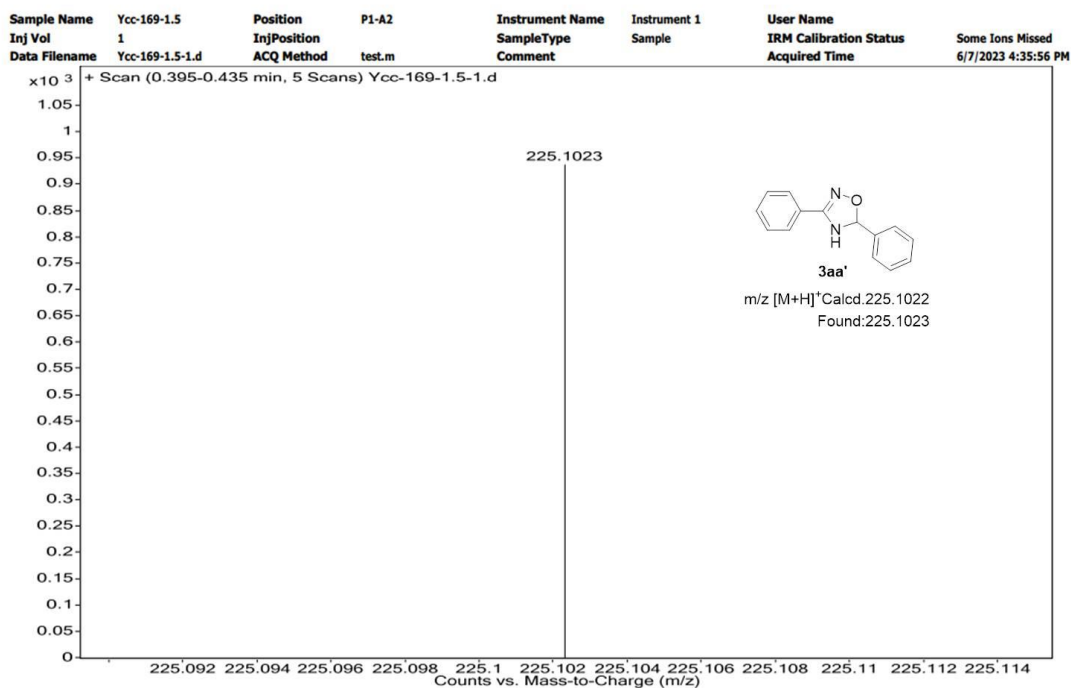 Sample Name Ycc-169-1.5 Position P1-A2 Instrument Name Instrument 1 User Name
Inj Vol 1 InjPosition SampleType Sample IRM Calibration Status Some Ions Missed
Data Filename Ycc-169-1.5-1.d ACQ Method test.m Comment Acquired Time 6/7/2023 4:35:56 PM
x10 3 + Scan (0.395-0.435 min, 5 Scans) Ycc-169-1.5-1.d
1.05
1
0.95
225.1023
0.9
0.85
0.8
0.75
0.7
0.65
0.6
0.55
0.5
0.45
0.4
0.35
0.3
0.25
0.2
0.15
0.1
0.05
0
N
O
N
H
3aa'
m/z [M+H]+Calcd.225.1022
Found:225.1023
225.092 225.094 225.096 225.098 225.1 225.102 225.104 225.106 225.108 225.11 225.112 225.114
Counts vs. Mass-to-Charge (m/z)